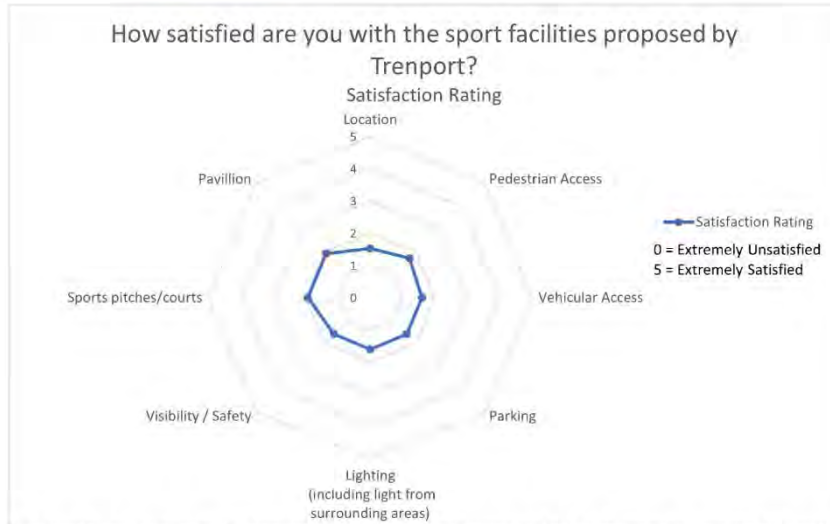 How satisfied are you with the sport facilities proposed by
Trenport?
Satisfaction Rating
Location
5
4
3
2
1
0
Pavillion
Pedestrian Access
Satisfaction Rating
0 = Extremely Unsatisfied
5 = Extremely Satisfied
Sports pitches/courts
Vehicular Access
Visibility / Safety
Parking
Lighting
(including light from
surrounding areas)